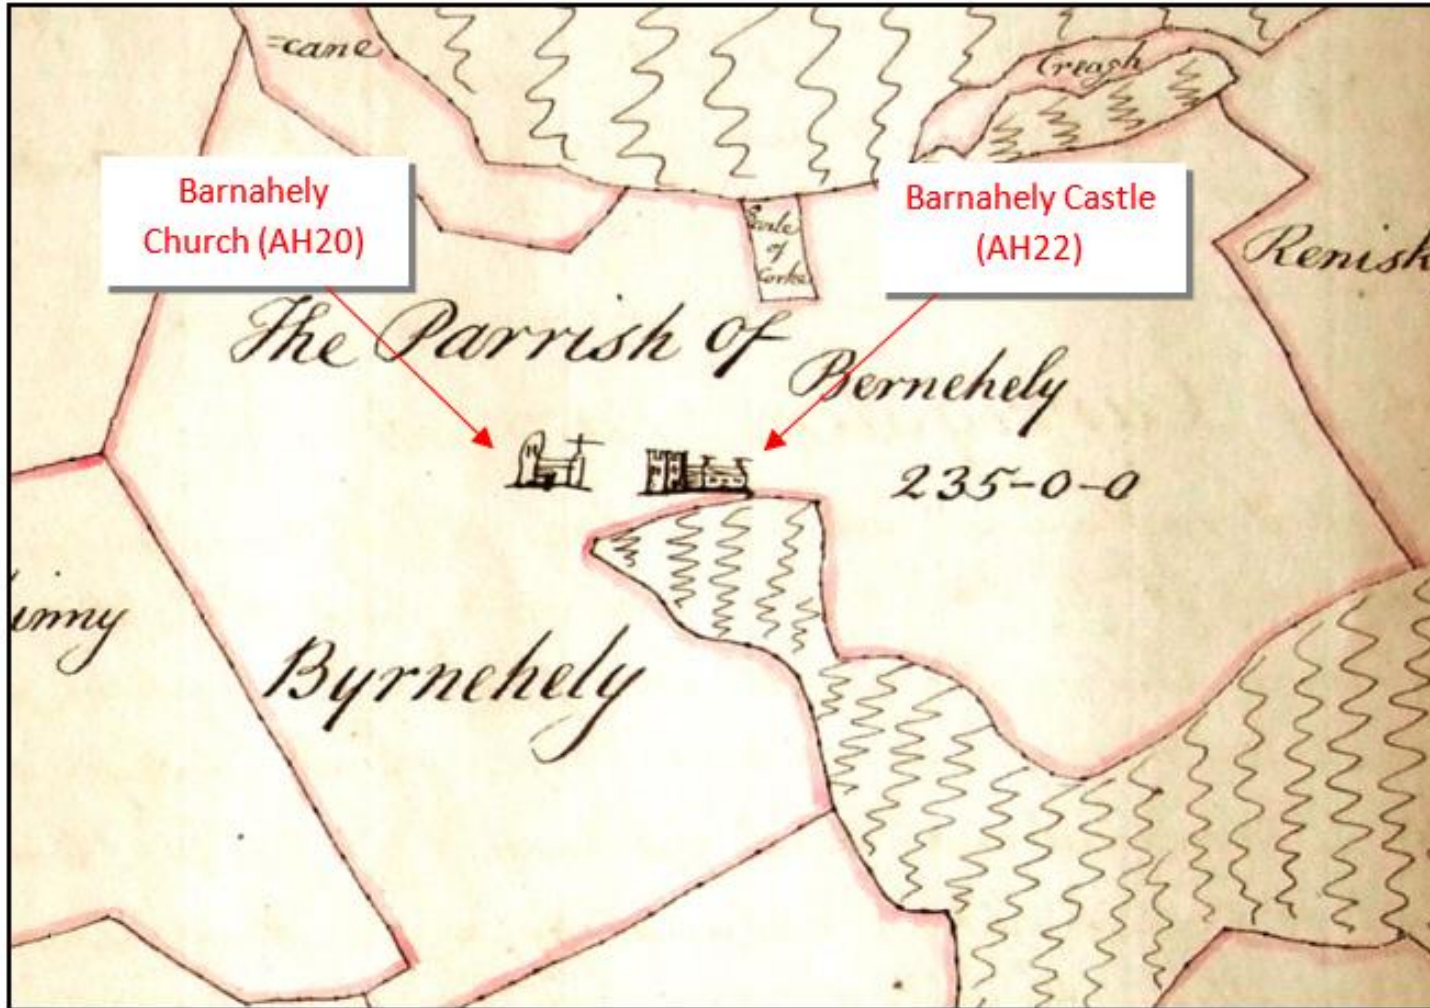 =cane
Creagh
Barnahely
Church (AH20)
Barnahely Castle
(AH22)
of
Corke
Renisk
The Parrish of
Bernehely
235-0-0
inny
Byrnehely